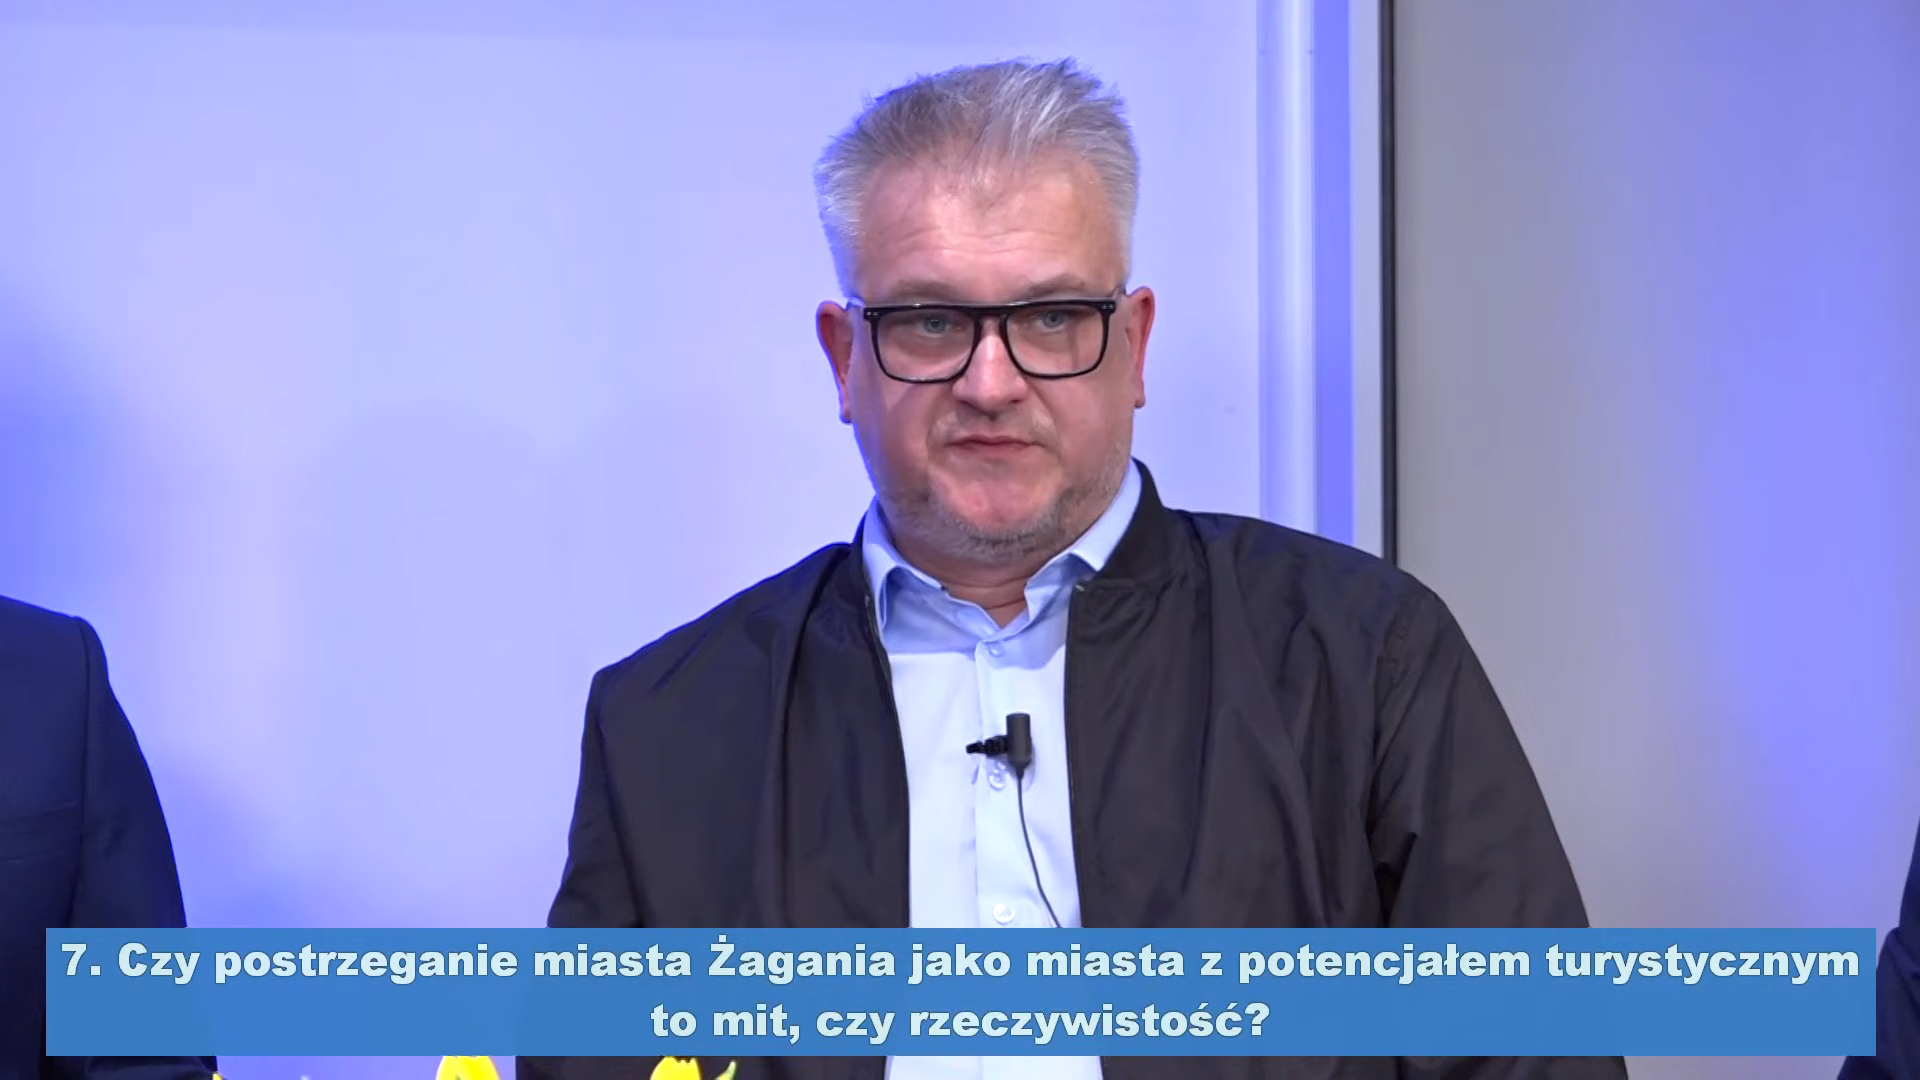 7. Czy postrzeganie miasta Żagania jako miasta z potencjałem turystycznym
to mit, czy rzeczywistość?